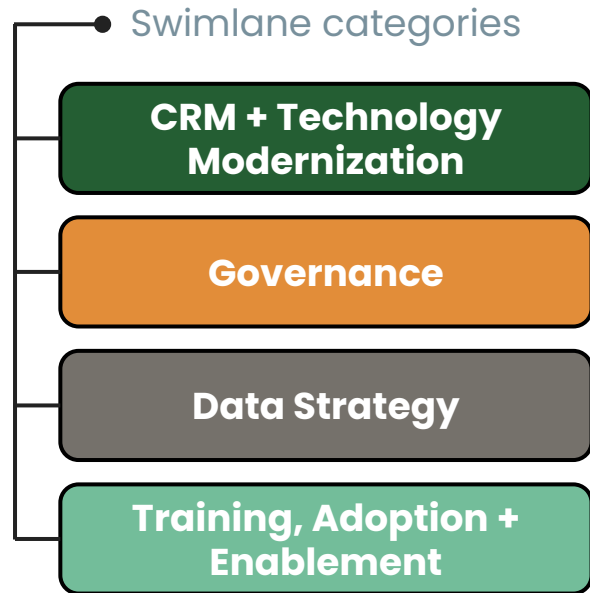 Swimlane categories
CRM + Technology
Modernization
Governance
Data Strategy
Training, Adoption +
Enablement